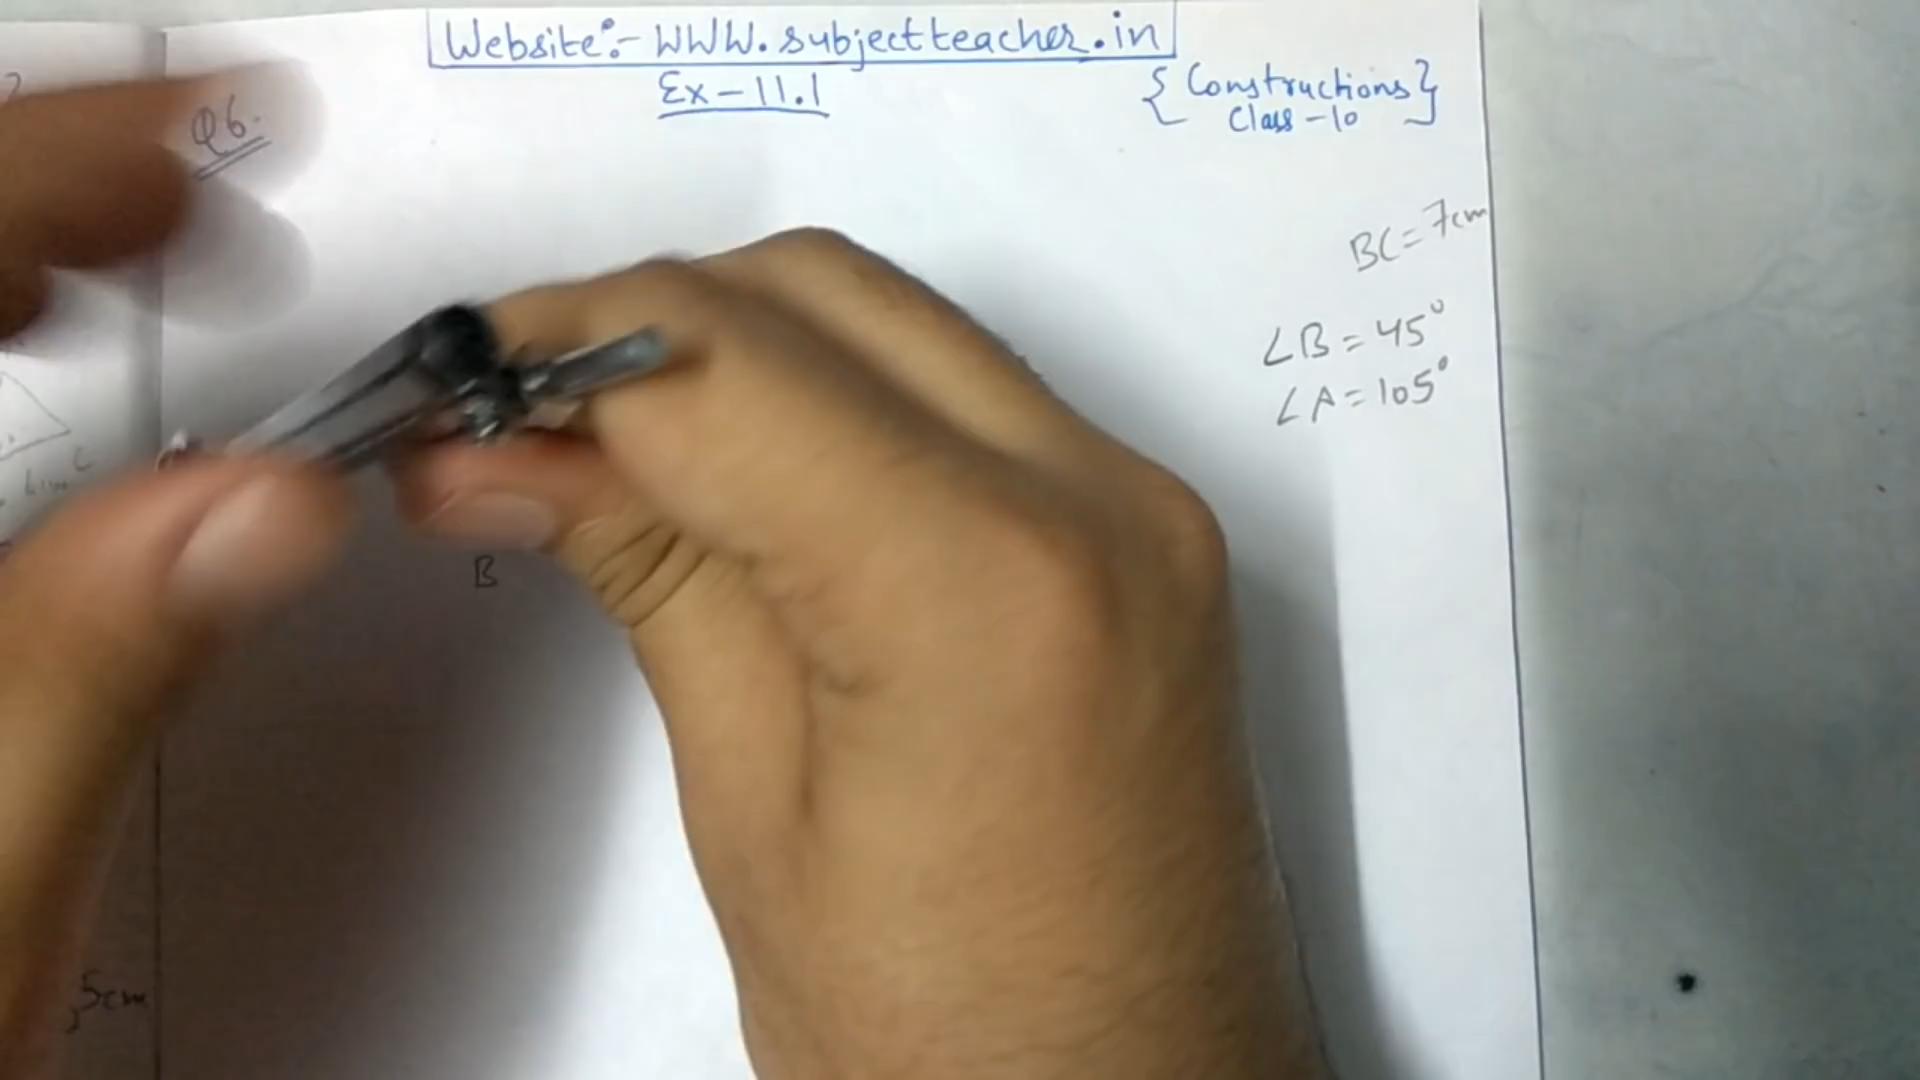 Website:- WWW.subjectteacher.in
Ex-11.1
{Constructions}
Class-10
Q6.
BC=7cm
∠B=45°
∠A=105°
C
B
5cm